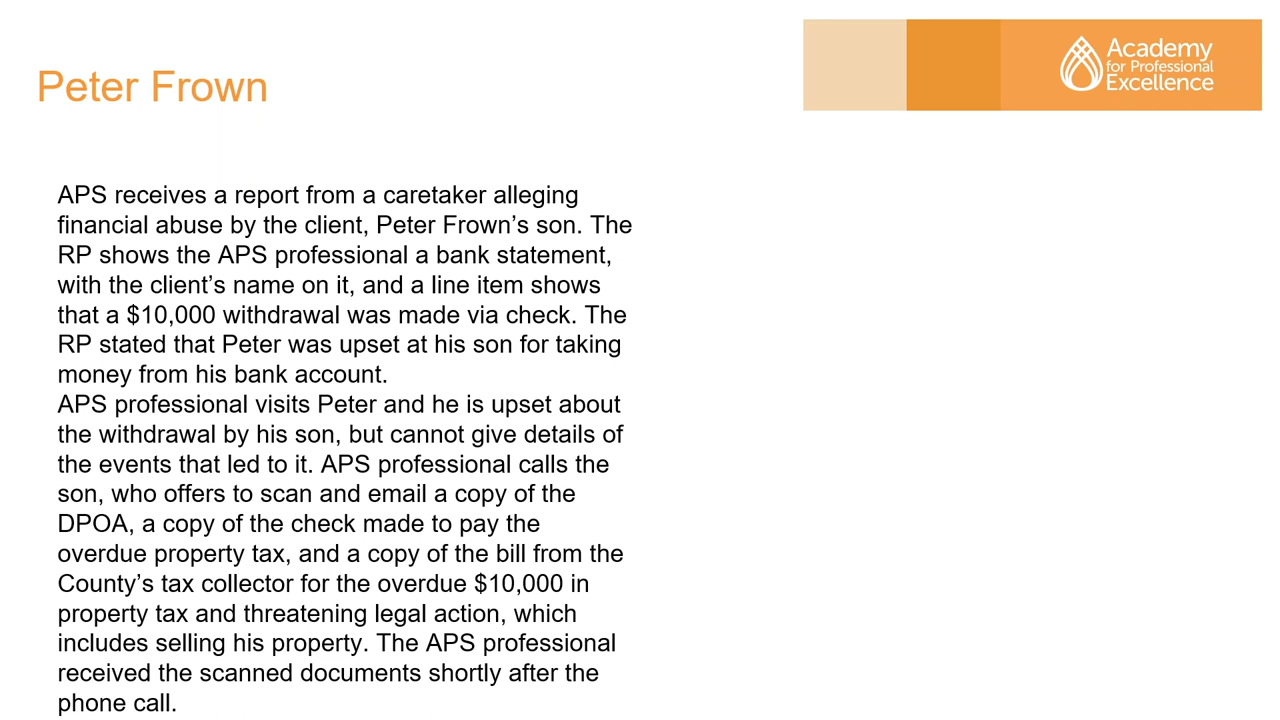 Peter Frown
Academy
for Professional
Excellence
APS receives a report from a caretaker alleging
financial abuse by the client, Peter Frown’s son. The
RP shows the APS professional a bank statement,
with the client’s name on it, and a line item shows
that a $10,000 withdrawal was made via check. The
RP stated that Peter was upset at his son for taking
money from his bank account.
APS professional visits Peter and he is upset about
the withdrawal by his son, but cannot give details of
the events that led to it. APS professional calls the
son, who offers to scan and email a copy of the
DPOA, a copy of the check made to pay the
overdue property tax, and a copy of the bill from the
County’s tax collector for the overdue $10,000 in
property tax and threatening legal action, which
includes selling his property. The APS professional
received the scanned documents shortly after the
phone call.